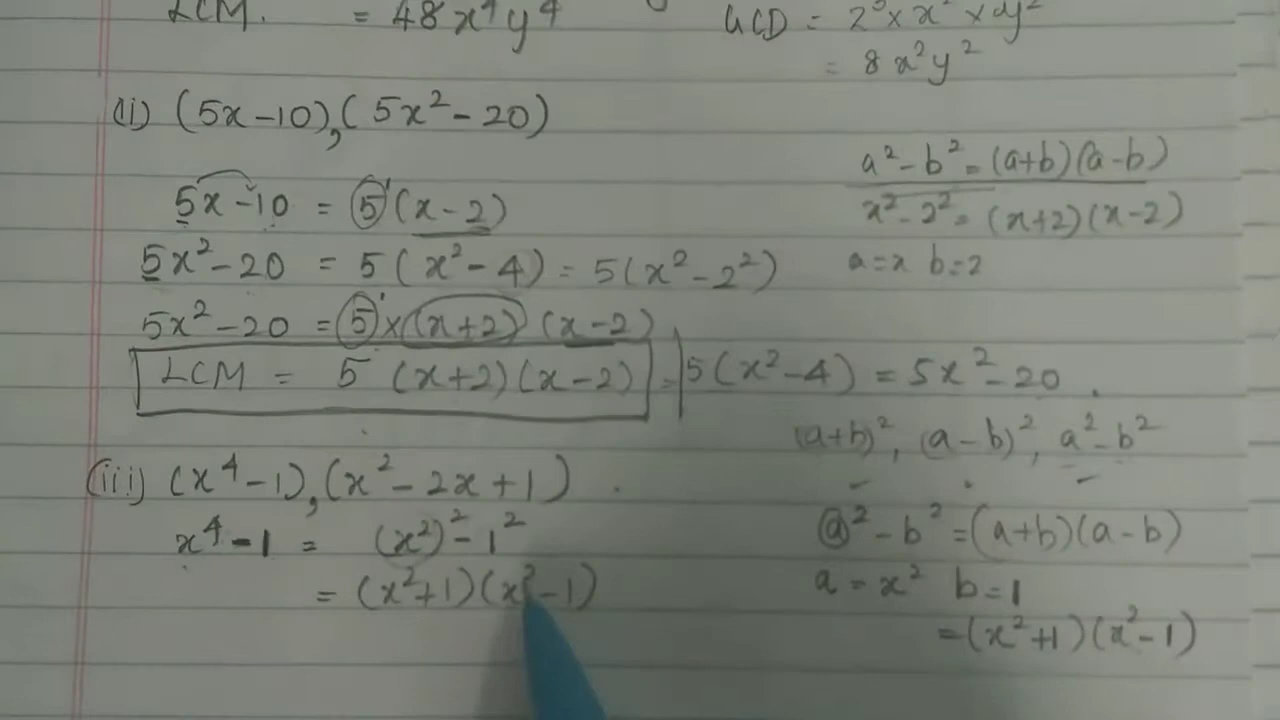 LCM. = 48x⁴y⁴
GCD = 2³ × x² × y²
= 8x²y²
(ii) (5x-10), (5x²-20)
a²-b² = (a+b)(a-b)
5x-10 = 5¹(x-2)
x²-2² = (x+2)(x-2)
5x²-20 = 5(x²-4) = 5(x²-2²)
a=x b=2
5x²-20 = 5¹×(x+2)(x-2)
LCM = 5 (x+2)(x-2) = 5(x²-4) = 5x²-20.
(a+b)², (a-b)², a²-b²
(iii) (x⁴-1), (x²-2x+1).
x⁴-1 = (x²)²-1²
a²-b² = (a+b)(a-b)
= (x²+1)(x²-1)
a = x² b=1
= (x²+1)(x²-1)